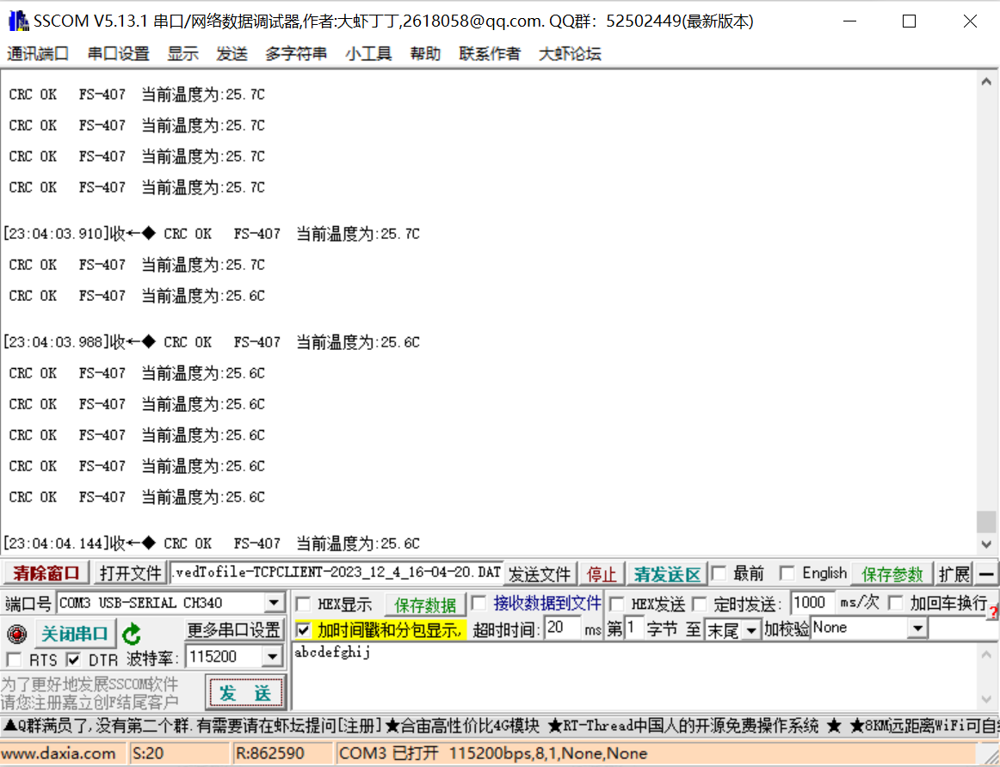 SSCOM V5.13.1 串口/网络数据调试器,作者:大虾丁丁,2618058@qq.com. QQ群: 52502449(最新版本)
通讯端口 串口设置 显示 发送 多字符串 小工具 帮助 联系作者 大虾论坛
CRC OK FS-407 当前温度为:25.7C
CRC OK FS-407 当前温度为:25.7C
CRC OK FS-407 当前温度为:25.7C
CRC OK FS-407 当前温度为:25.7C
[23:04:03.910]收←◆ CRC OK FS-407 当前温度为:25.7C
CRC OK FS-407 当前温度为:25.7C
CRC OK FS-407 当前温度为:25.6C
[23:04:03.988]收←◆ CRC OK FS-407 当前温度为:25.6C
CRC OK FS-407 当前温度为:25.6C
CRC OK FS-407 当前温度为:25.6C
CRC OK FS-407 当前温度为:25.6C
CRC OK FS-407 当前温度为:25.6C
CRC OK FS-407 当前温度为:25.6C
[23:04:04.144]收←◆ CRC OK FS-407 当前温度为:25.6C
清除窗口 打开文件 .vedTofile-TCPCLIENT-2023_12_4_16-04-20.DAT 发送文件 停止 清发送区 最前 English 保存参数 扩展 —
端口号 COM3 USB-SERIAL CH340 HEX显示 保存数据 接收数据到文件 HEX发送 定时发送: 1000 ms/次 加回车换行
关闭串口 更多串口设置 加时间戳和分包显示, 超时时间: 20 ms 第 1 字节 至 末尾 加校验 None ?
RTS DTR 波特率: 115200
abcdefghij
为了更好地发展SSCOM软件
请您注册嘉立创F结尾客户
发 送
▲Q群满员了,没有第二个群.有需要请在虾坛提问[注册] ★合宙高性价比4G模块 ★RT-Thread中国人的开源免费操作系统 ★ ★8KM远距离WiFi可自
www.daxia.com S:20 R:862590 COM3 已打开 115200bps,8,1,None,None